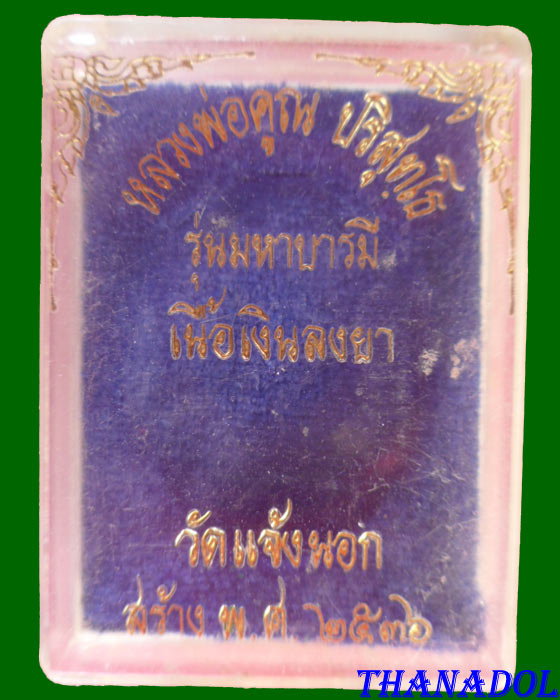 หลวงพ่อคูณ ปริสุทฺโธ
รุ่นมหาบารมี
เนื้อเงินลงยา
วัดแจ้งนอก
สร้าง พ.ศ. ๒๕๓๖
THANADOL